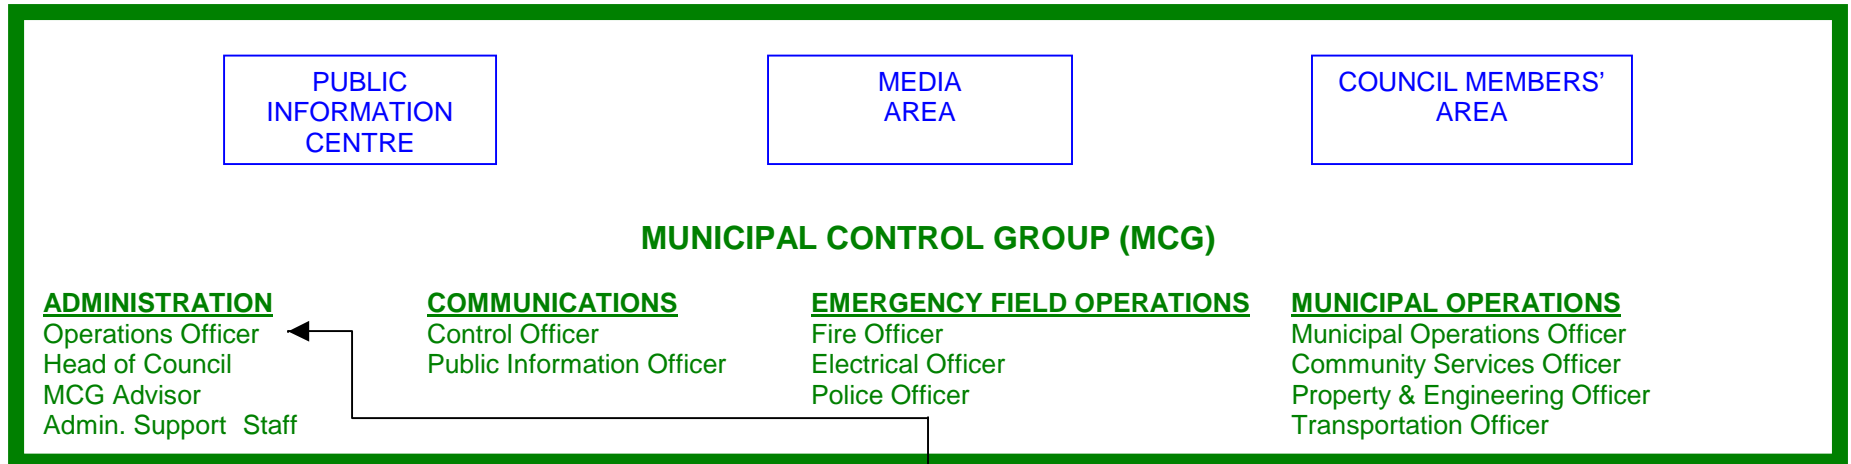 PUBLIC
INFORMATION
CENTRE
MEDIA
AREA
COUNCIL MEMBERS’
AREA
MUNICIPAL CONTROL GROUP (MCG)
ADMINISTRATION
Operations Officer
Head of Council
MCG Advisor
Admin. Support Staff
COMMUNICATIONS
Control Officer
Public Information Officer
EMERGENCY FIELD OPERATIONS
Fire Officer
Electrical Officer
Police Officer
MUNICIPAL OPERATIONS
Municipal Operations Officer
Community Services Officer
Property & Engineering Officer
Transportation Officer